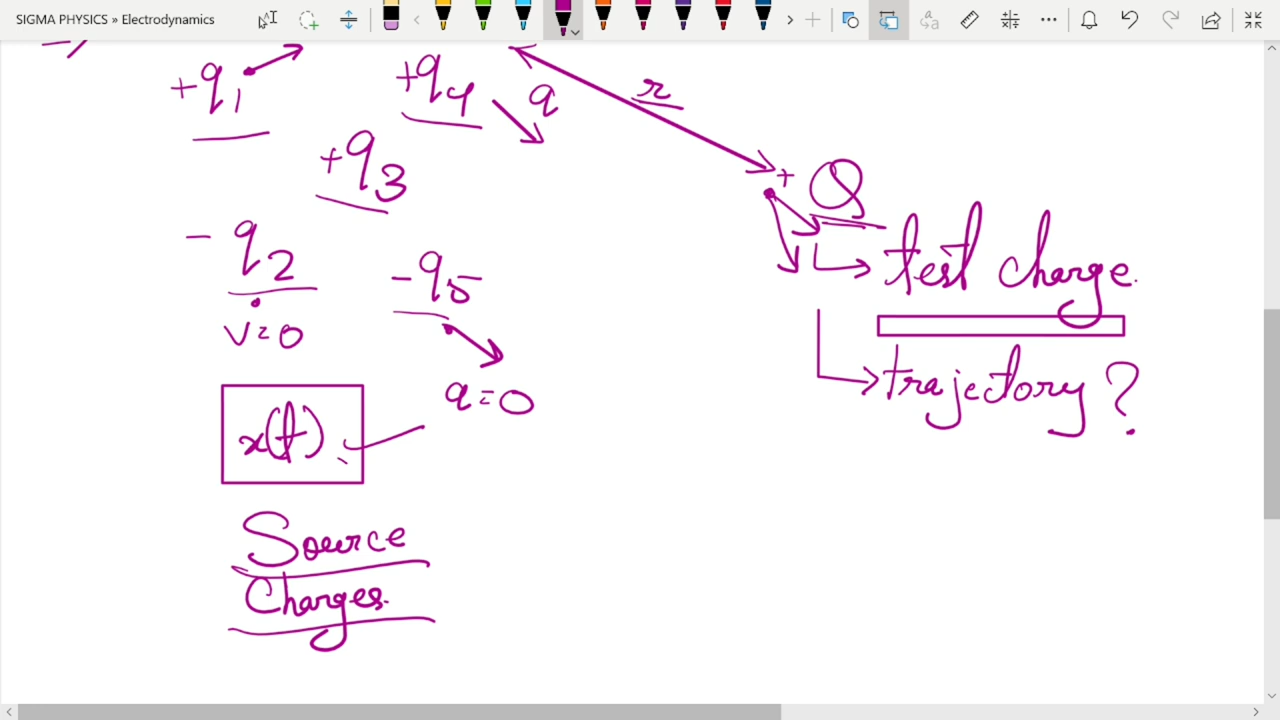 SIGMA PHYSICS » Electrodynamics
+q1
+q4
q
r
+q3
+ Q
test charge.
- q2
v=0
-q5
q=0
trajectory?
x(t)
Source
Charges.